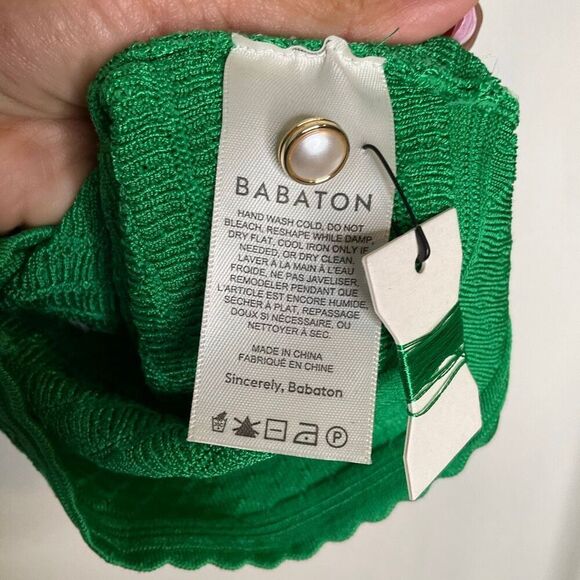 BABATON
HAND WASH COLD, DO NOT
BLEACH, RESHAPE WHILE DAMP,
DRY FLAT, COOL IRON ONLY IF
NEEDED, OR DRY CLEAN.
LAVER À LA MAIN À L'EAU
FROIDE, NE PAS JAVELISER,
REMODELER PENDANT QUE
L'ARTICLE EST ENCORE HUMIDE,
SÉCHER À PLAT, REPASSAGE
DOUX SI NÉCESSAIRE, OU
NETTOYER À SEC.
MADE IN CHINA
FABRIQUÉ EN CHINE
Sincerely, Babaton
P